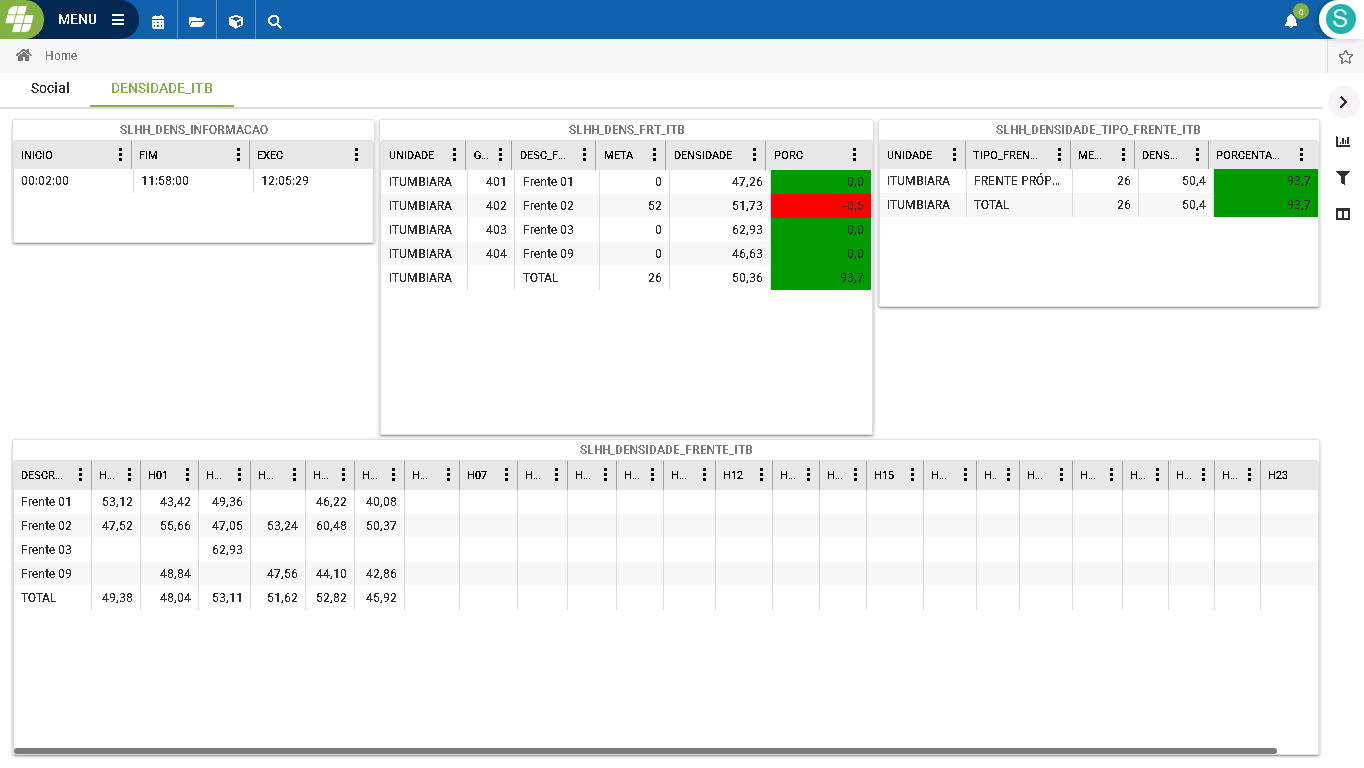 MENU
0
S
Home
Social DENSIDADE_ITB
SLHH_DENS_INFORMACAO
INICIO FIM EXEC
00:02:00 11:58:00 12:05:29
SLHH_DENS_FRT_ITB
UNIDADE G... DESC_F... META DENSIDADE PORC
ITUMBIARA 401 Frente 01 0 47,26 0,0
ITUMBIARA 402 Frente 02 52 51,73 -0,5
ITUMBIARA 403 Frente 03 0 62,93 0,0
ITUMBIARA 404 Frente 09 0 46,63 0,0
ITUMBIARA TOTAL 26 50,36 93,7
SLHH_DENSIDADE_TIPO_FRENTE_ITB
UNIDADE TIPO_FREN... ME... DENS... PORCENTA...
ITUMBIARA FRENTE PRÓP... 26 50,4 93,7
ITUMBIARA TOTAL 26 50,4 93,7
SLHH_DENSIDADE_FRENTE_ITB
DESCR... H... H01 H... H... H... H... H... H07 H... H... H... H... H12 H... H... H15 H... H... H... H... H... H... H... H23
Frente 01 53,12 43,42 49,36 46,22 40,08
Frente 02 47,52 55,66 47,05 53,24 60,48 50,37
Frente 03 62,93
Frente 09 48,84 47,56 44,10 42,86
TOTAL 49,38 48,04 53,11 51,62 52,82 45,92